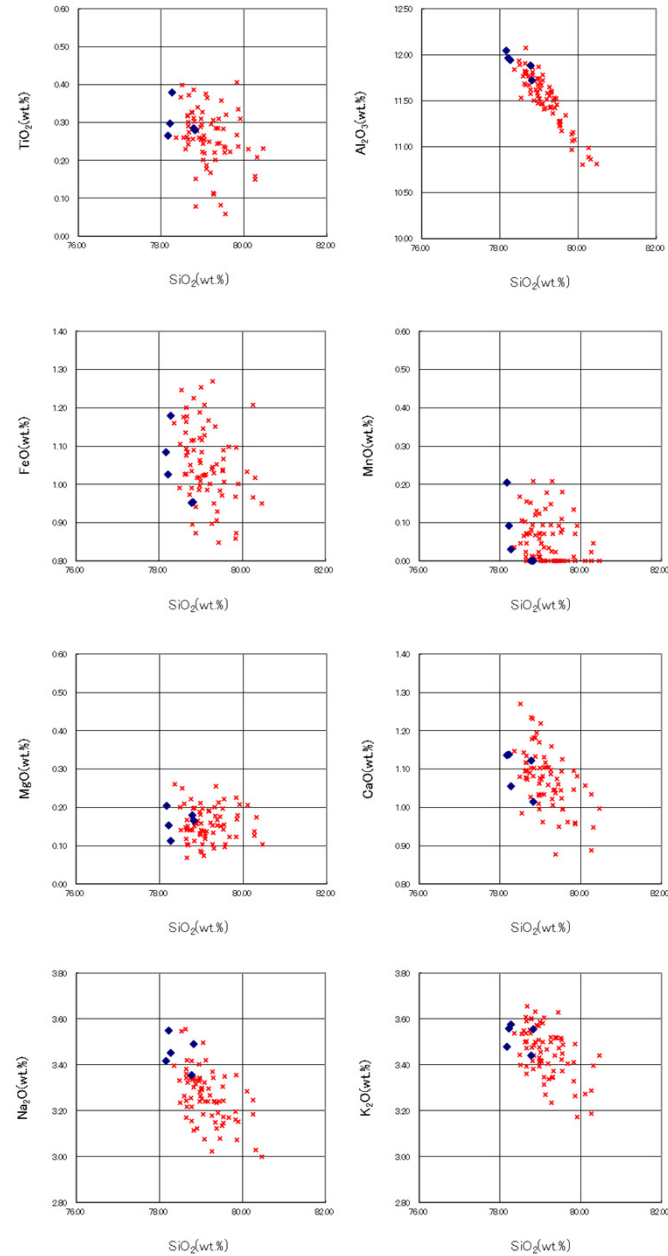 0.60
0.50
0.40
0.30
0.20
0.10
0.00
TiO₂(wt.%)
76.00 78.00 80.00 82.00
SiO₂(wt.%)
12.50
12.00
11.50
11.00
10.50
10.00
Al₂O₃(wt.%)
76.00 78.00 80.00 82.00
SiO₂(wt.%)
1.40
1.30
1.20
1.10
1.00
0.90
0.80
FeO(wt.%)
76.00 78.00 80.00 82.00
SiO₂(wt.%)
0.60
0.50
0.40
0.30
0.20
0.10
0.00
MnO(wt.%)
76.00 78.00 80.00 82.00
SiO₂(wt.%)
0.60
0.50
0.40
0.30
0.20
0.10
0.00
MgO(wt.%)
76.00 78.00 80.00 82.00
SiO₂(wt.%)
1.40
1.30
1.20
1.10
1.00
0.90
0.80
CaO(wt.%)
76.00 78.00 80.00 82.00
SiO₂(wt.%)
3.80
3.60
3.40
3.20
3.00
2.80
Na₂O(wt.%)
76.00 78.00 80.00 82.00
SiO₂(wt.%)
3.80
3.60
3.40
3.20
3.00
2.80
K₂O(wt.%)
76.00 78.00 80.00 82.00
SiO₂(wt.%)